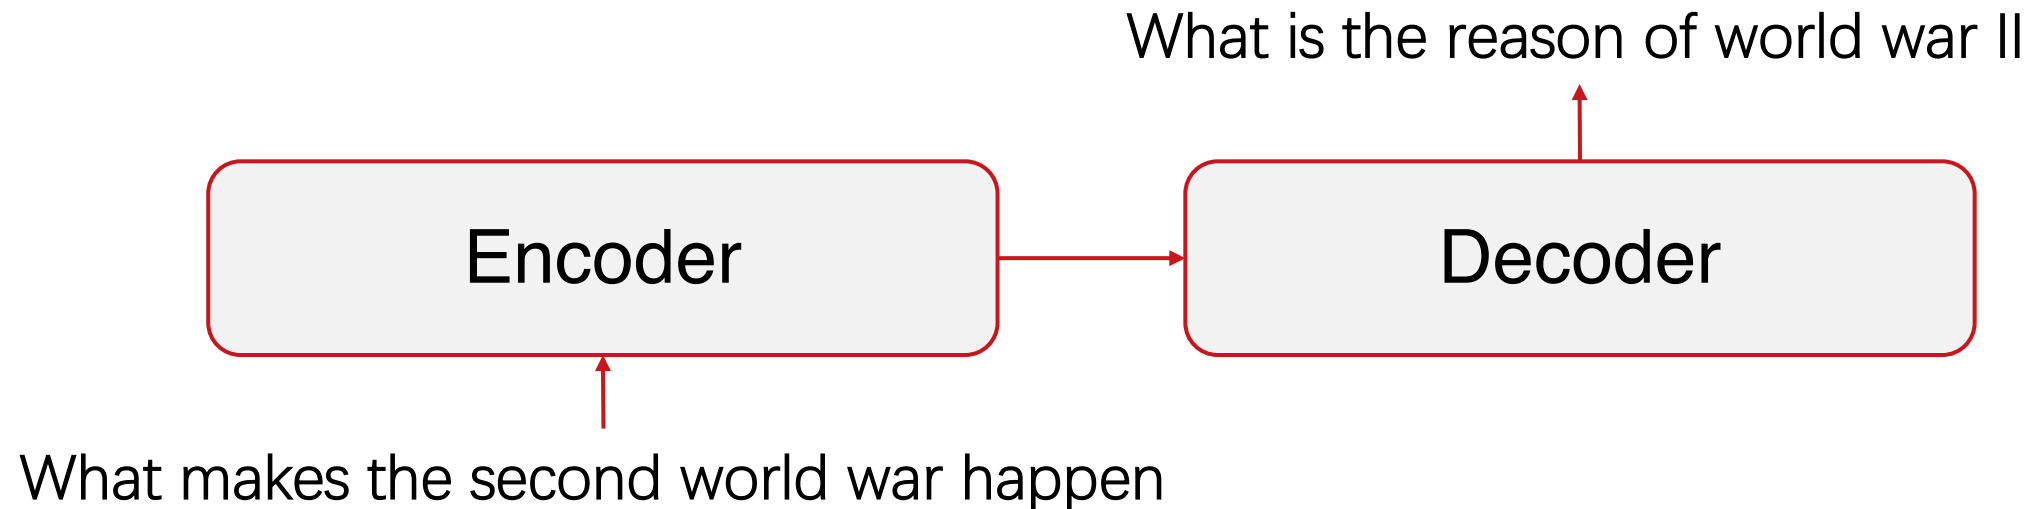 What is the reason of world war II
Encoder
Decoder
What makes the second world war happen